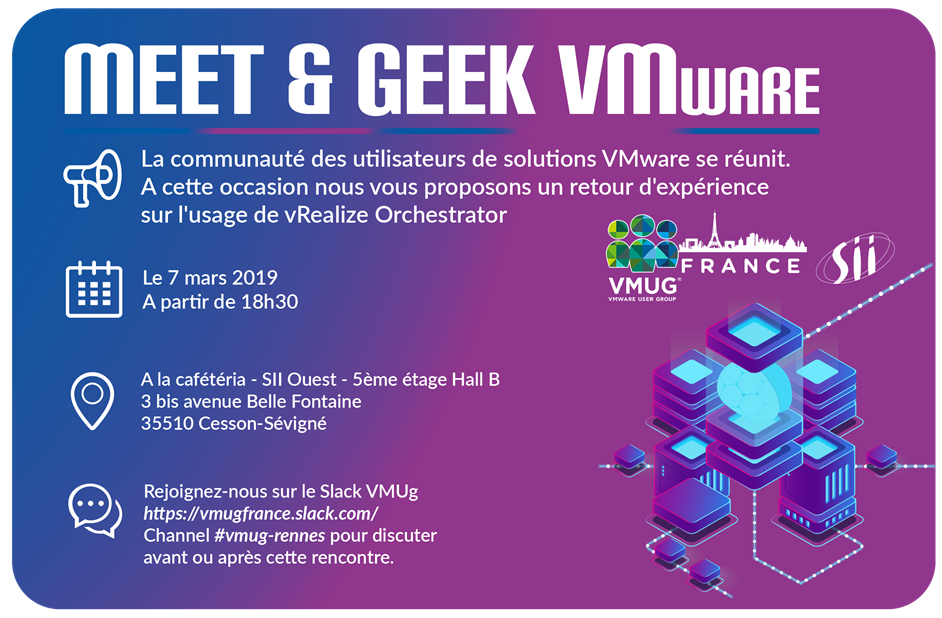 MEET & GEEK VMWARE
La communauté des utilisateurs de solutions VMware se réunit.
A cette occasion nous vous proposons un retour d'expérience
sur l'usage de vRealize Orchestrator
VMUG®
VMWARE USER GROUP
FRANCE
Sii
Le 7 mars 2019
A partir de 18h30
A la cafétéria - SII Ouest - 5ème étage Hall B
3 bis avenue Belle Fontaine
35510 Cesson-Sévigné
Rejoignez-nous sur le Slack VMUg
https://vmugfrance.slack.com/
Channel #vmug-rennes pour discuter
avant ou après cette rencontre.